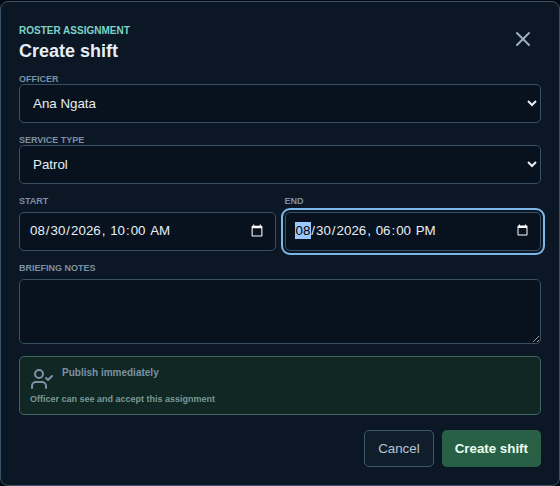 ROSTER ASSIGNMENT
Create shift
OFFICER
Ana Ngata
SERVICE TYPE
Patrol
START
08/30/2026, 10:00 AM
END
08/30/2026, 06:00 PM
BRIEFING NOTES
Publish immediately
Officer can see and accept this assignment
Cancel
Create shift